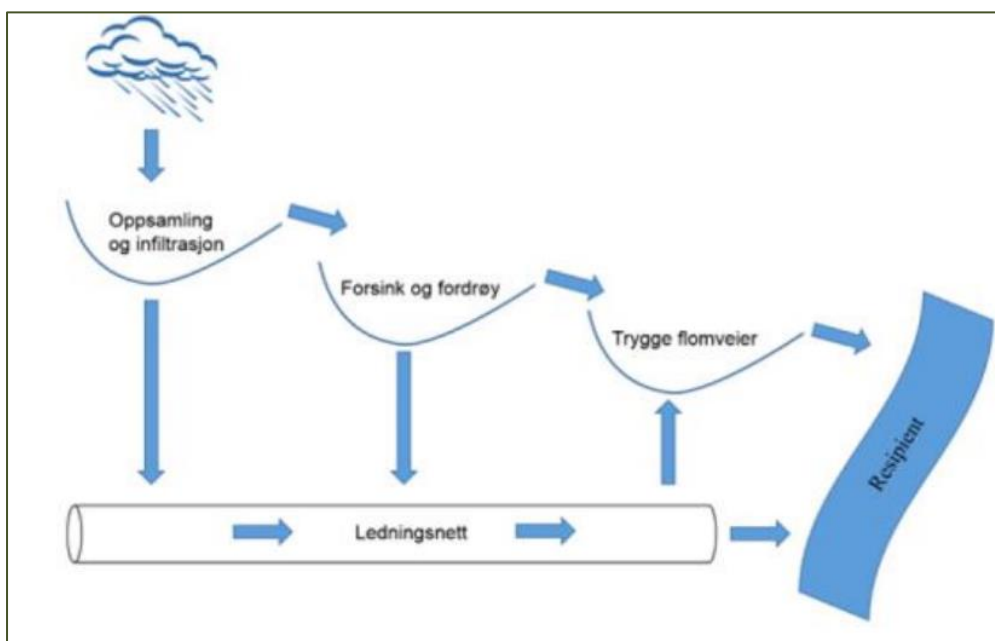 Oppsamling
og infiltrasjon
Forsink og fordrøy
Trygge flomveier
Resipient
Ledningsnett